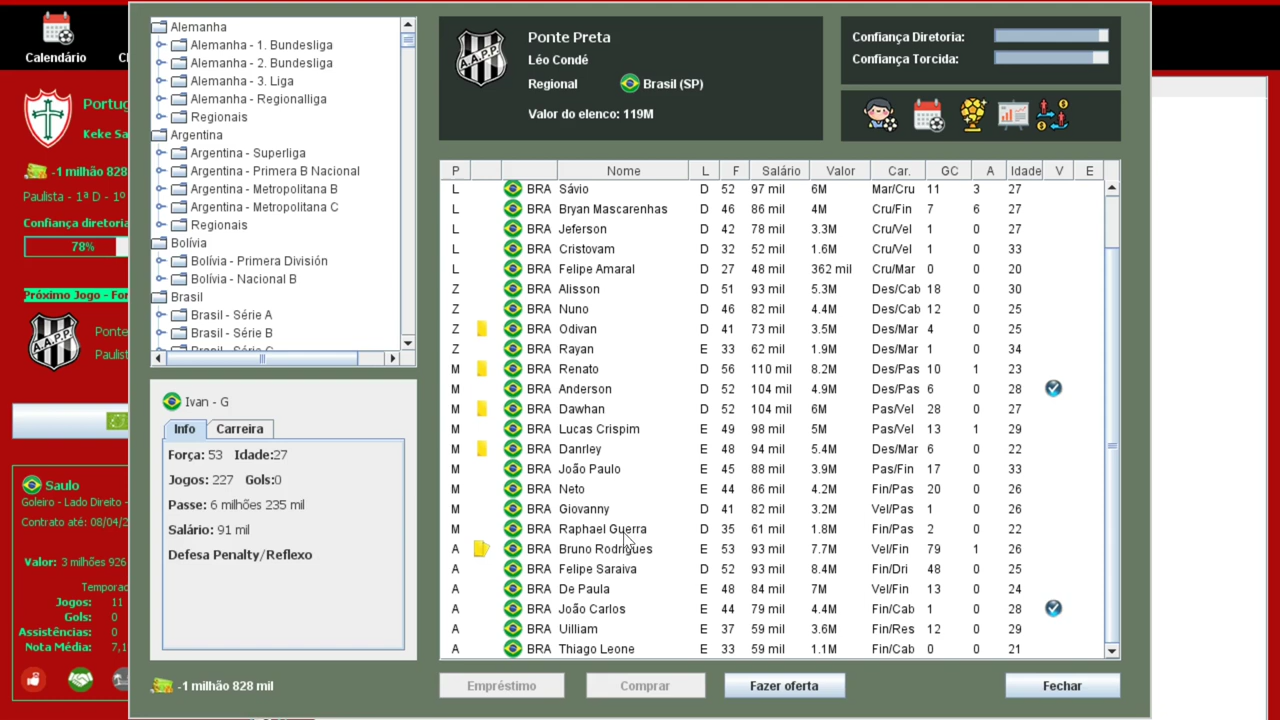 Calendário
Portug
Keke Sa
-1 milhão 828
Paulista - 1ª D - 1º
Confiança diretoria
78%
Próximo Jogo - For
A.A.P.P.
Ponte
Paulist
Saulo
Goleiro - Lado Direito -
Contrato até: 08/04/2
Valor: 3 milhões 926
Temporad
Jogos: 11
Gols: 0
Assistências: 0
Nota Média: 7,1
Alemanha
Alemanha - 1. Bundesliga
Alemanha - 2. Bundesliga
Alemanha - 3. Liga
Alemanha - Regionalliga
Regionais
Argentina
Argentina - Superliga
Argentina - Primera B Nacional
Argentina - Metropolitana B
Argentina - Metropolitana C
Regionais
Bolívia
Bolívia - Primera División
Bolívia - Nacional B
Brasil
Brasil - Série A
Brasil - Série B
Brasil - Série C
Ivan - G
Info Carreira
Força: 53 Idade:27
Jogos: 227 Gols:0
Passe: 6 milhões 235 mil
Salário: 91 mil
Defesa Penalty/Reflexo
-1 milhão 828 mil
A.A.P.P.
Ponte Preta
Léo Condé
Regional Brasil (SP)
Valor do elenco: 119M
Confiança Diretoria:
Confiança Torcida:
P Nome L F Salário Valor Car. GC A Idade V E
L BRA Sávio D 52 97 mil 6M Mar/Cru 11 3 27
L BRA Bryan Mascarenhas D 46 86 mil 4M Cru/Fin 7 6 27
L BRA Jeferson D 42 78 mil 3.3M Cru/Vel 1 0 27
L BRA Cristovam D 32 52 mil 1.6M Cru/Vel 1 0 33
L BRA Felipe Amaral D 27 48 mil 362 mil Cru/Mar 0 0 20
Z BRA Alisson D 51 93 mil 5.3M Des/Cab 18 0 30
Z BRA Nuno D 46 82 mil 4.4M Des/Cab 12 0 25
Z BRA Odivan D 41 73 mil 3.5M Des/Mar 4 0 25
Z BRA Rayan E 33 62 mil 1.9M Des/Mar 1 0 34
M BRA Renato D 56 110 mil 8.2M Des/Pas 10 1 23
M BRA Anderson D 52 104 mil 4.9M Des/Pas 6 0 28
M BRA Dawhan D 52 104 mil 6M Pas/Vel 28 0 27
M BRA Lucas Crispim E 49 98 mil 5M Pas/Vel 13 1 29
M BRA Danrley E 48 94 mil 5.4M Des/Mar 6 0 22
M BRA João Paulo E 45 88 mil 3.9M Pas/Fin 17 0 33
M BRA Neto E 44 86 mil 4.2M Fin/Pas 20 0 26
M BRA Giovanny D 41 82 mil 3.2M Vel/Pas 1 0 26
M BRA Raphael Guerra D 35 61 mil 1.8M Fin/Pas 2 0 22
A BRA Bruno Rodrigues E 53 93 mil 7.7M Vel/Fin 79 1 26
A BRA Felipe Saraiva D 52 93 mil 8.4M Fin/Dri 48 0 25
A BRA De Paula E 48 84 mil 7M Vel/Fin 13 0 24
A BRA João Carlos E 44 79 mil 4.4M Fin/Cab 1 0 28
A BRA Uilliam E 37 59 mil 3.6M Fin/Res 12 0 29
A BRA Thiago Leone E 33 59 mil 1.1M Fin/Cab 0 0 21
Empréstimo Comprar Fazer oferta Fechar